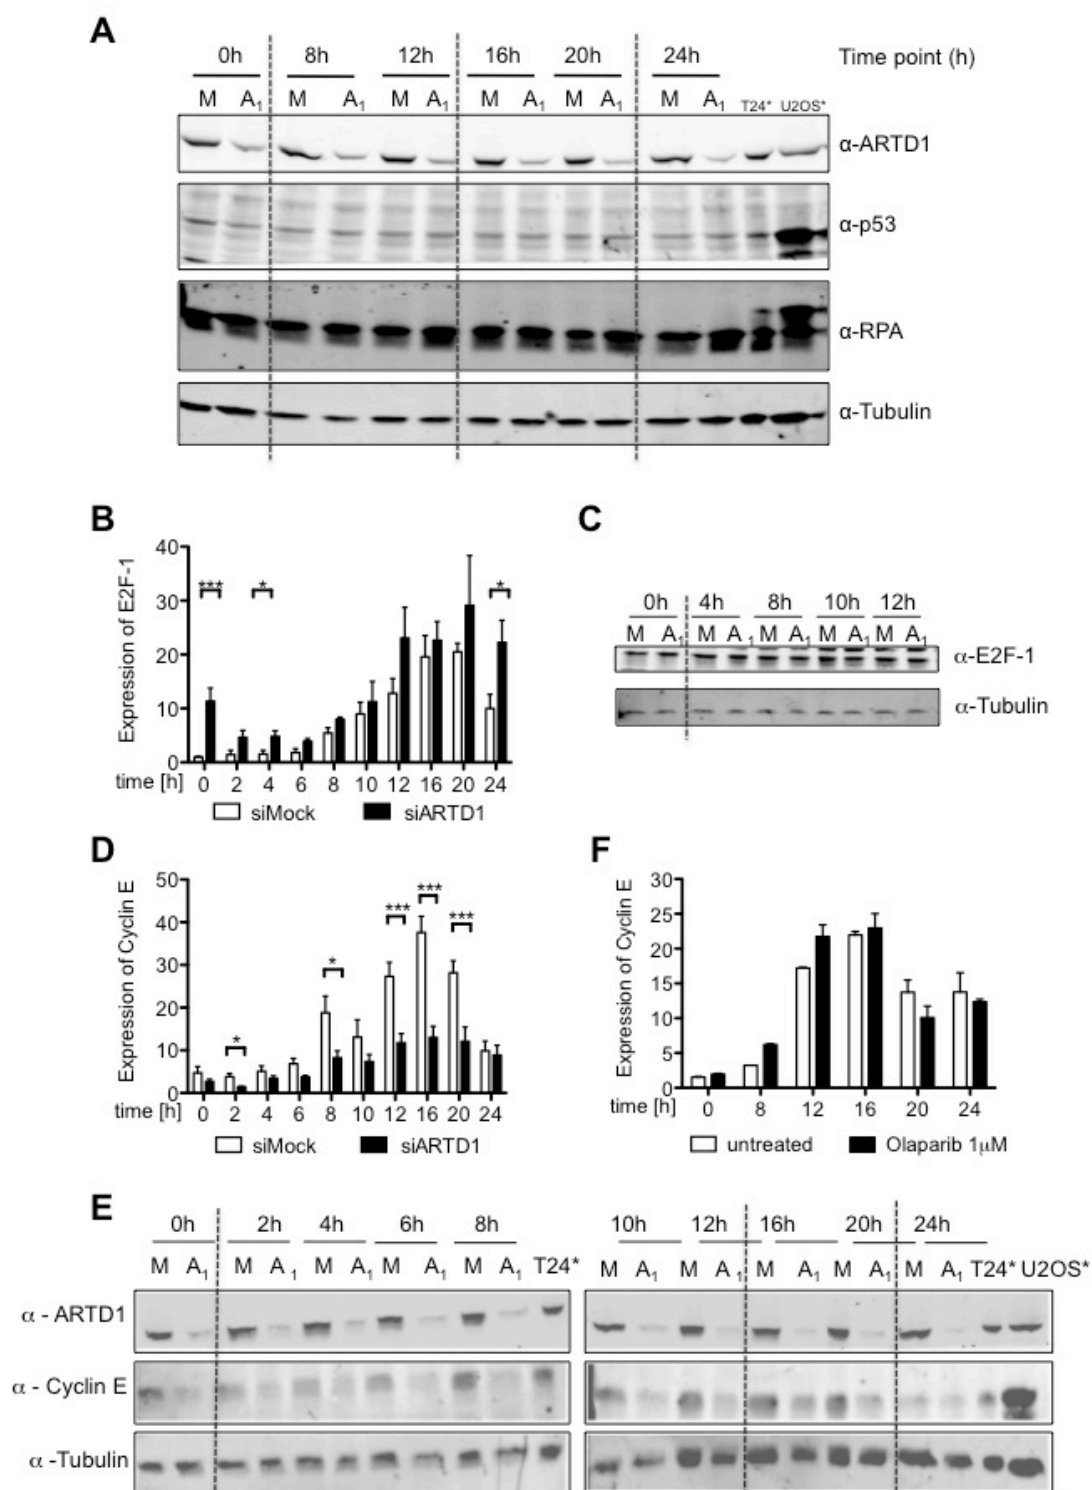 A
0h 8h 12h 16h 20h 24h Time point (h)
M A1 M A1 M A1 M A1 M A1 M A1 T24* U2OS*
α-ARTD1
α-p53
α-RPA
α-Tubulin
B
Expression of E2F-1
40
30
20
10
0
*** * *
time [h] 0 2 4 6 8 10 12 16 20 24
siMock siARTD1
C
0h 4h 8h 10h 12h
M A1 M A1 M A1 M A1 M A1
α-E2F-1
α-Tubulin
D
Expression of Cyclin E
50
40
30
20
10
0
* * *** *** ***
time [h] 0 2 4 6 8 10 12 16 20 24
siMock siARTD1
F
Expression of Cyclin E
30
25
20
15
10
5
0
time [h] 0 8 12 16 20 24
untreated Olaparib 1µM
E
0h 2h 4h 6h 8h 10h 12h 16h 20h 24h
M A1 M A1 M A1 M A1 M A1 T24* M A1 M A1 M A1 M A1 M A1 T24* U2OS*
α - ARTD1
α - Cyclin E
α -Tubulin